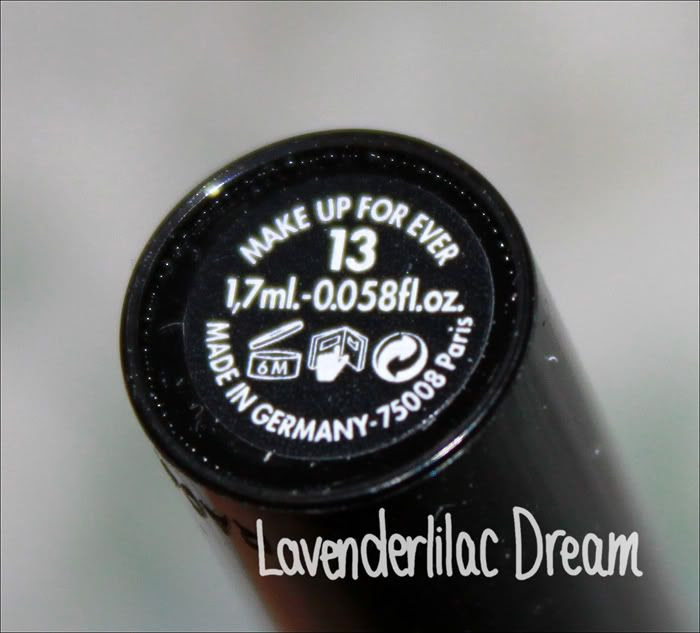 MAKE UP FOR EVER
13
1,7ml.-0.058fl.oz.
6M
MADE IN GERMANY-75008 Paris
Lavenderlilac Dream